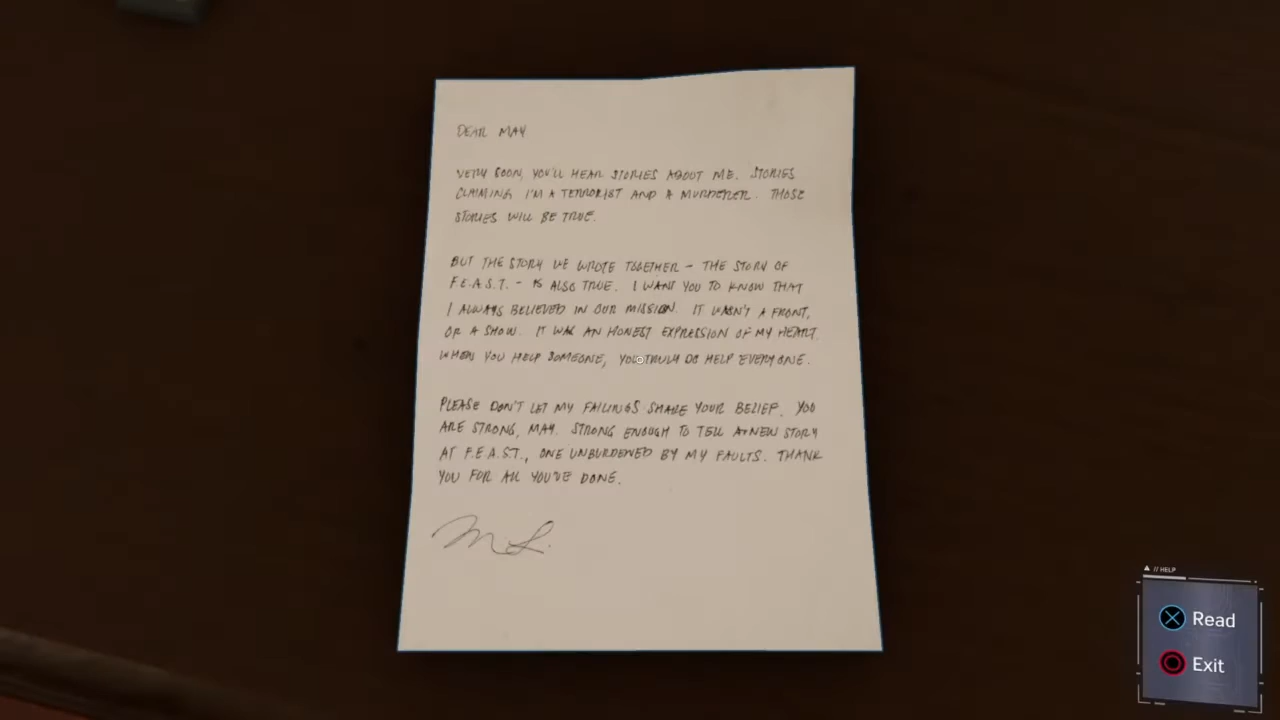 DEAR MAY
VERY SOON, YOU'LL HEAR STORIES ABOUT ME. STORIES
CLAIMING I'M A TERRORIST AND A MURDERER. THOSE
STORIES WILL BE TRUE.
BUT THE STORY WE WROTE TOGETHER - THE STORY OF
F.E.A.S.T. - IS ALSO TRUE. I WANT YOU TO KNOW THAT
I ALWAYS BELIEVED IN OUR MISSION. IT WASN'T A FRONT,
OR A SHOW. IT WAS AN HONEST EXPRESSION OF MY HEART.
WHEN YOU HELP SOMEONE, YOU TRULY DO HELP EVERYONE.
PLEASE DON'T LET MY FAILINGS SHAKE YOUR BELIEF. YOU
ARE STRONG, MAY. STRONG ENOUGH TO TELL A NEW STORY
AT F.E.A.S.T., ONE UNBURDENED BY MY FAULTS. THANK
YOU FOR ALL YOU'VE DONE.
M L.
// HELP
Read
Exit